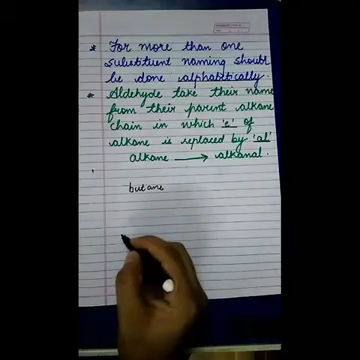 * For more than one
substituent naming should
be done alphabetically.
* Aldehyde take their name
from their parent alkane
chain in which 'e' of
alkane is replaced by 'al'
alkane → alkanal.
butane